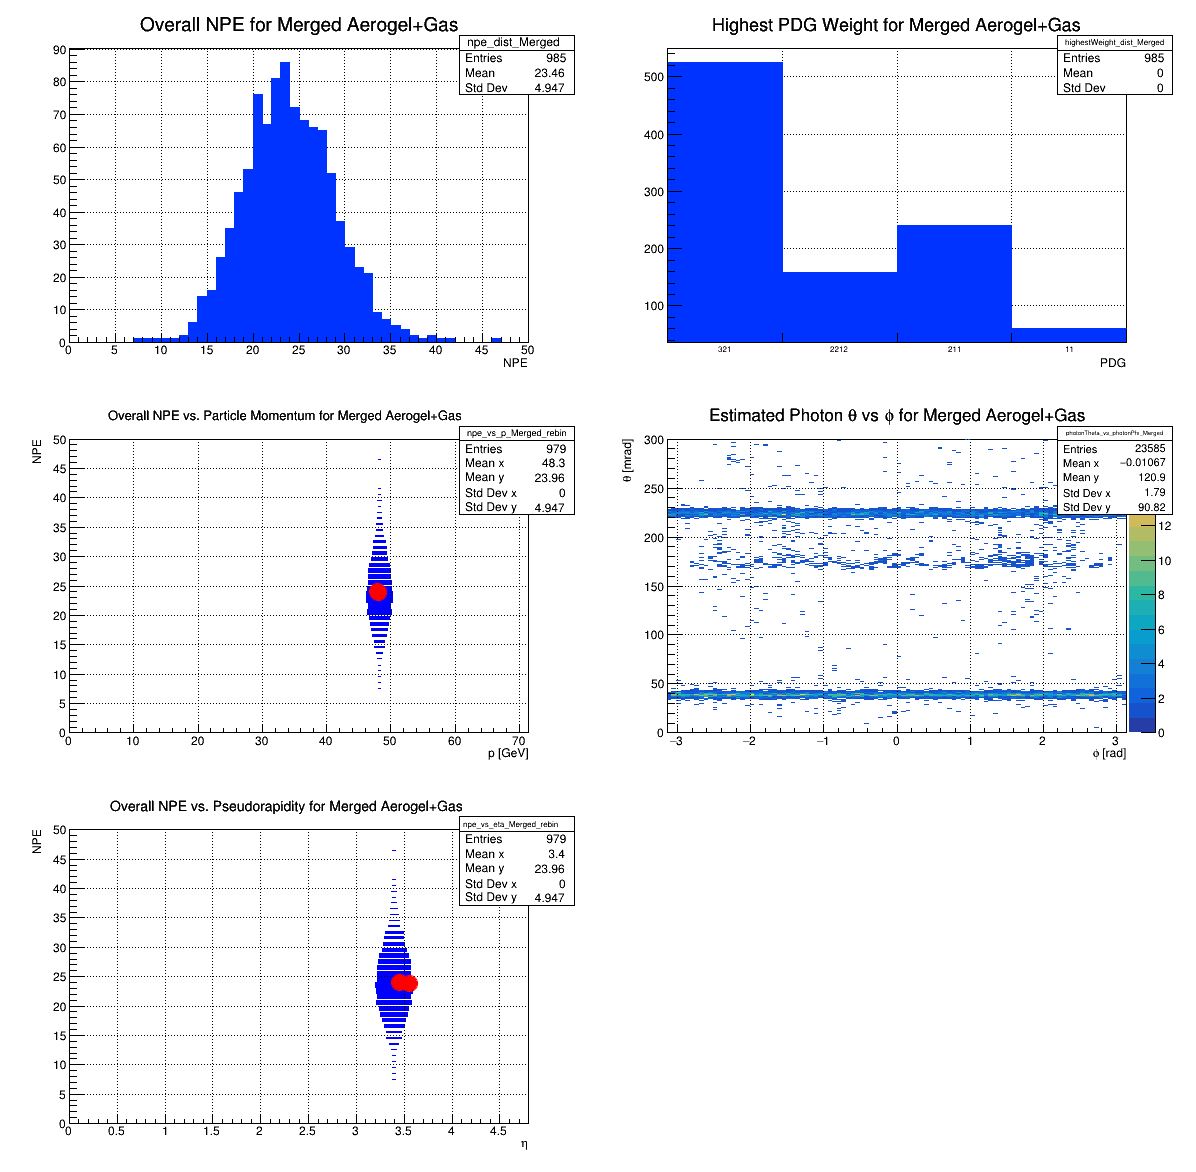 Overall NPE for Merged Aerogel+Gas
npe_dist_Merged
Entries 985
Mean 23.46
Std Dev 4.947
90
80
70
60
50
40
30
20
10
0
0 5 10 15 20 25 30 35 40 45 50
NPE
Highest PDG Weight for Merged Aerogel+Gas
highestWeight_dist_Merged
Entries 985
Mean 0
Std Dev 0
500
400
300
200
100
321 2212 211 11
PDG
Overall NPE vs. Particle Momentum for Merged Aerogel+Gas
npe_vs_p_Merged_rebin
Entries 979
Mean x 48.3
Mean y 23.96
Std Dev x 0
Std Dev y 4.947
NPE
50
45
40
35
30
25
20
15
10
5
0
0 10 20 30 40 50 60 70
p [GeV]
Estimated Photon θ vs ϕ for Merged Aerogel+Gas
photonTheta_vs_photonPhi_Merged
Entries 23585
Mean x −0.01067
Mean y 120.9
Std Dev x 1.79
Std Dev y 90.82
θ [mrad]
300
250
200
150
100
50
0
−3 −2 −1 0 1 2 3
ϕ [rad]
12
10
8
6
4
2
0
Overall NPE vs. Pseudorapidity for Merged Aerogel+Gas
npe_vs_eta_Merged_rebin
Entries 979
Mean x 3.4
Mean y 23.96
Std Dev x 0
Std Dev y 4.947
NPE
50
45
40
35
30
25
20
15
10
5
0
0 0.5 1 1.5 2 2.5 3 3.5 4 4.5
η